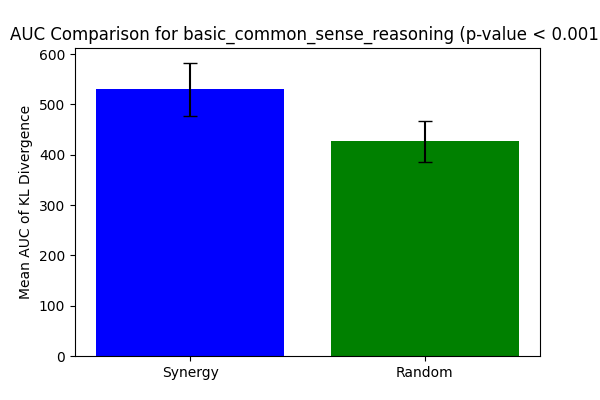 AUC Comparison for basic_common_sense_reasoning (p-value < 0.001
600
500
400
300
200
100
0
Mean AUC of KL Divergence
Synergy Random